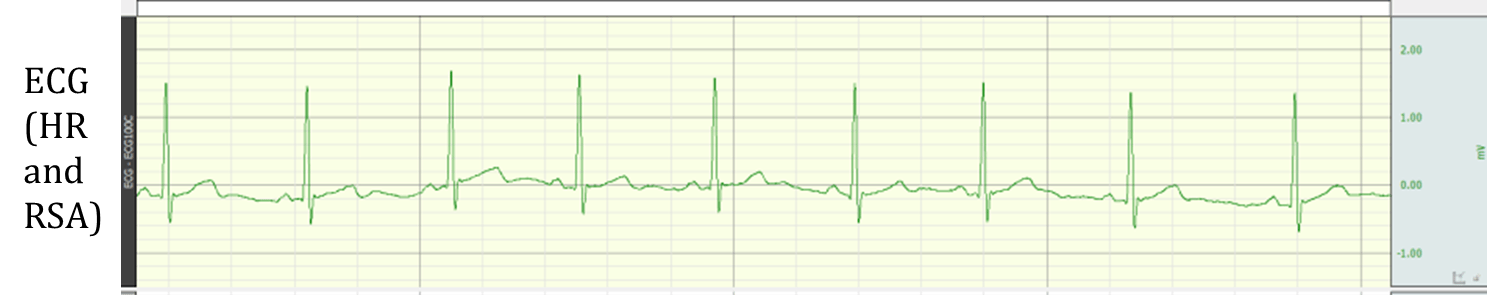 ECG
(HR
and
RSA)
ECG - ECG100C
2.00
1.00
0.00
-1.00
mV